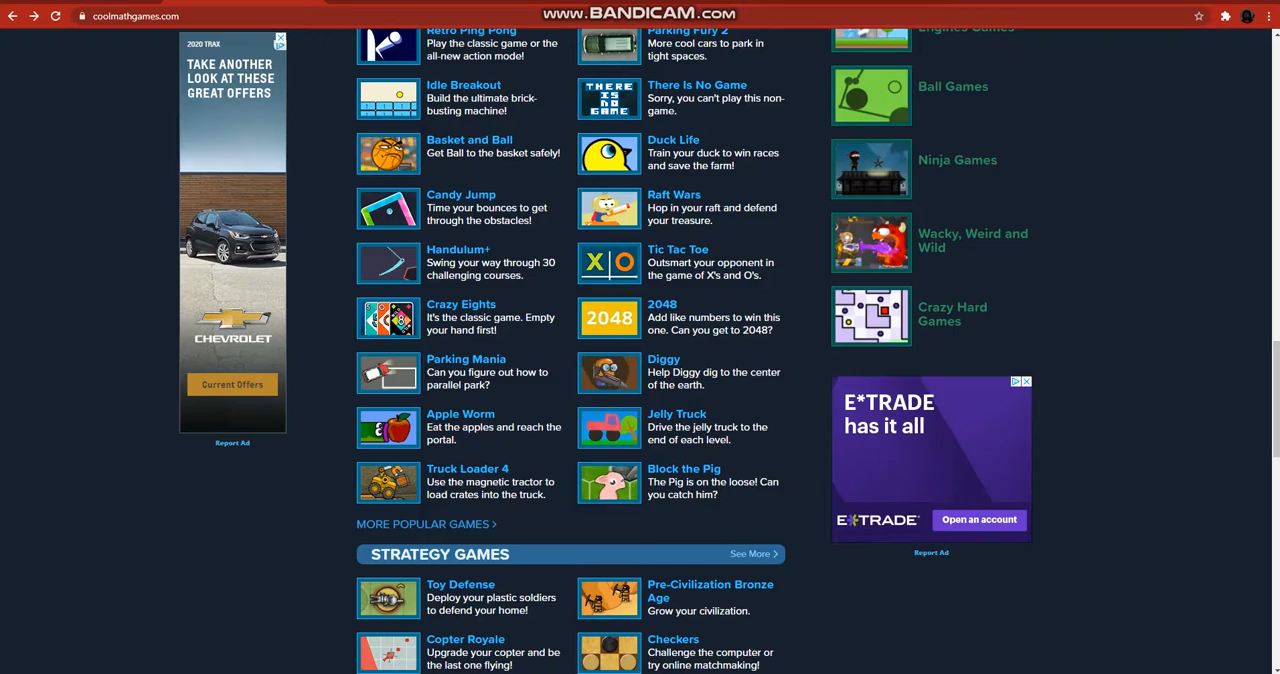 coolmathgames.com
www.BANDICAM.com
2020 TRAX
TAKE ANOTHER
LOOK AT THESE
GREAT OFFERS
CHEVROLET
Current Offers
Report Ad
Retro Ping Pong
Play the classic game or the
all-new action mode!
Idle Breakout
Build the ultimate brick-
busting machine!
Basket and Ball
Get Ball to the basket safely!
Candy Jump
Time your bounces to get
through the obstacles!
Handulum+
Swing your way through 30
challenging courses.
Crazy Eights
It's the classic game. Empty
your hand first!
Parking Mania
Can you figure out how to
parallel park?
Apple Worm
Eat the apples and reach the
portal.
Truck Loader 4
Use the magnetic tractor to
load crates into the truck.
Parking Fury 2
More cool cars to park in
tight spaces.
THERE
IS
NO
GAME
There Is No Game
Sorry, you can't play this non-
game.
Duck Life
Train your duck to win races
and save the farm!
Raft Wars
Hop in your raft and defend
your treasure.
X O
Tic Tac Toe
Outsmart your opponent in
the game of X's and O's.
2048
2048
Add like numbers to win this
one. Can you get to 2048?
Diggy
Help Diggy dig to the center
of the earth.
Jelly Truck
Drive the jelly truck to the
end of each level.
Block the Pig
The Pig is on the loose! Can
you catch him?
MORE POPULAR GAMES >
STRATEGY GAMES
See More >
Toy Defense
Deploy your plastic soldiers
to defend your home!
Copter Royale
Upgrade your copter and be
the last one flying!
Pre-Civilization Bronze
Age
Grow your civilization.
Checkers
Challenge the computer or
try online matchmaking!
Engines Games
Ball Games
Ninja Games
Wacky, Weird and
Wild
Crazy Hard
Games
E*TRADE
has it all
E*TRADE
Open an account
Report Ad